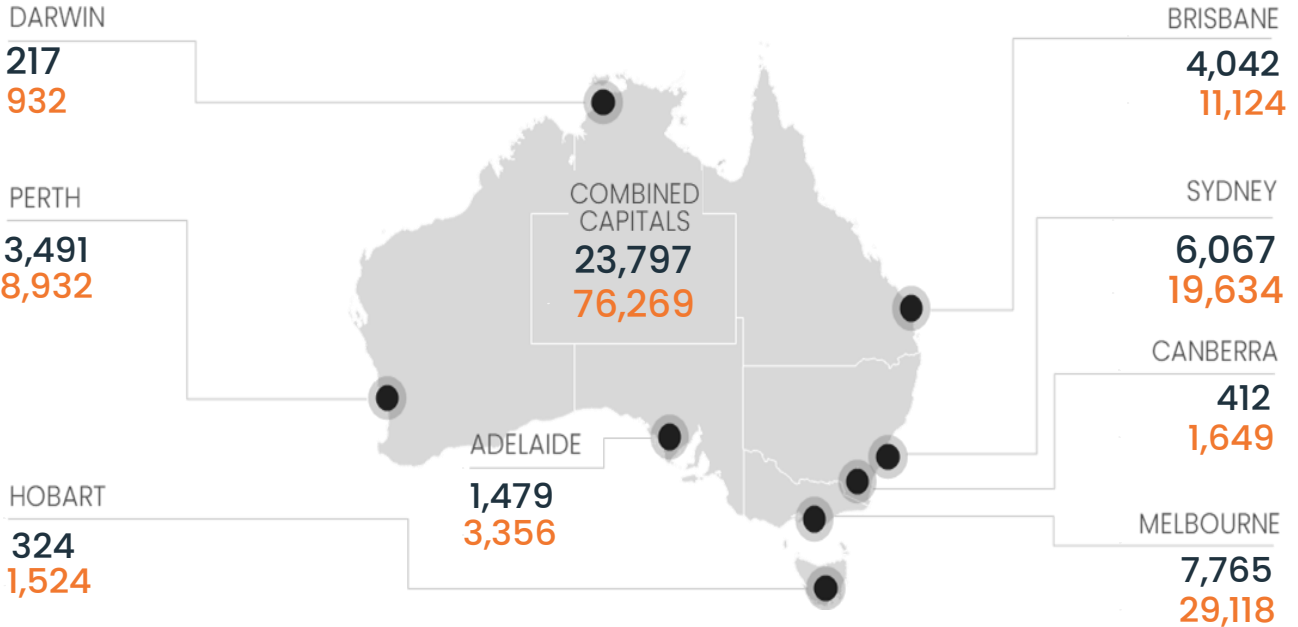 DARWIN
217
932
PERTH
3,491
8,932
HOBART
324
1,524
COMBINED
CAPITALS
23,797
76,269
ADELAIDE
1,479
3,356
BRISBANE
4,042
11,124
SYDNEY
6,067
19,634
CANBERRA
412
1,649
MELBOURNE
7,765
29,118